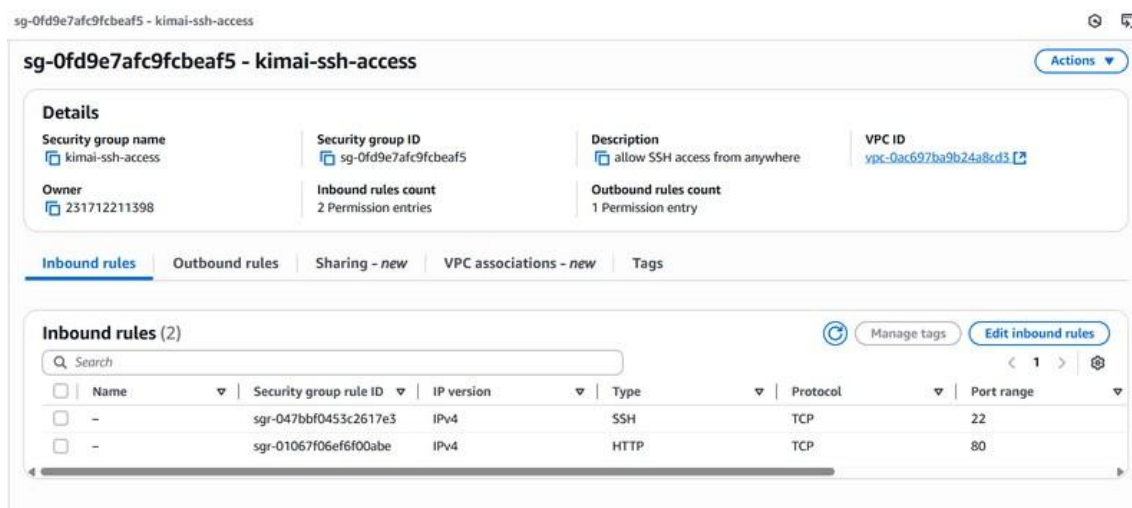 sg-0fd9e7afc9fcbeaf5 - kimai-ssh-access
sg-0fd9e7afc9fcbeaf5 - kimai-ssh-access
Actions
Details
Security group name Security group ID Description VPC ID
kimai-ssh-access sg-0fd9e7afc9fcbeaf5 allow SSH access from anywhere vpc-0ac697ba9b24a8cd3
Owner Inbound rules count Outbound rules count
231712211398 2 Permission entries 1 Permission entry
Inbound rules Outbound rules Sharing - new VPC associations - new Tags
Inbound rules (2) Manage tags Edit inbound rules
Search 1
Name Security group rule ID IP version Type Protocol Port range
– sgr-047bbf0453c2617e3 IPv4 SSH TCP 22
– sgr-01067f06ef6f00abe IPv4 HTTP TCP 80